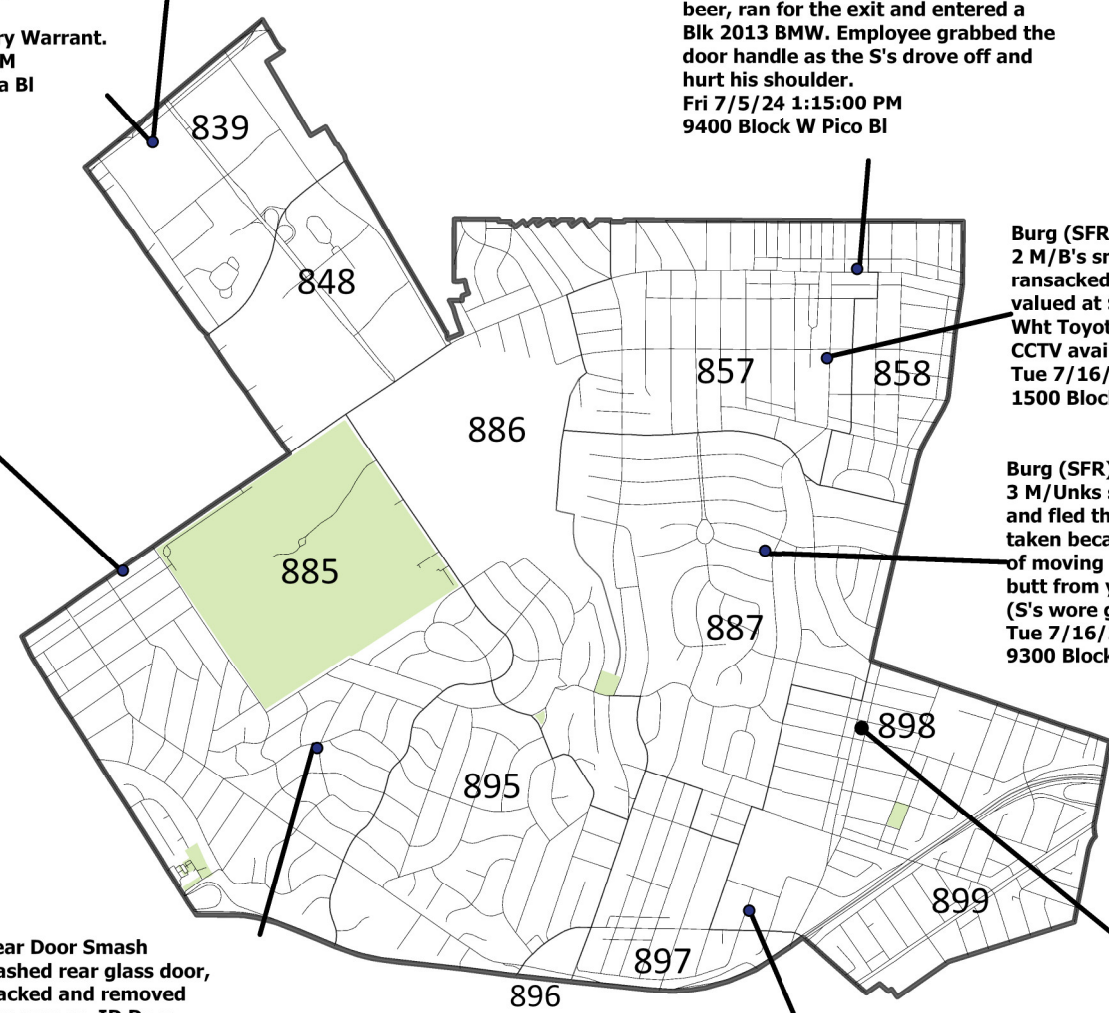 beer, ran for the exit and entered a
Blk 2013 BMW. Employee grabbed the
door handle as the S's drove off and
hurt his shoulder.
Fri 7/5/24 1:15:00 PM
9400 Block W Pico Bl
ry Warrant.
M
a Bl
839
848
Burg (SFR
2 M/B's sm
ransacked
valued at
Wht Toyot
CCTV avai
Tue 7/16/
1500 Block
857
858
886
Burg (SFR)
3 M/Unks
and fled th
taken beca
of moving
butt from y
(S's wore g
Tue 7/16/
9300 Block
885
887
898
895
899
897
896
ear Door Smash
ashed rear glass door,
acked and removed